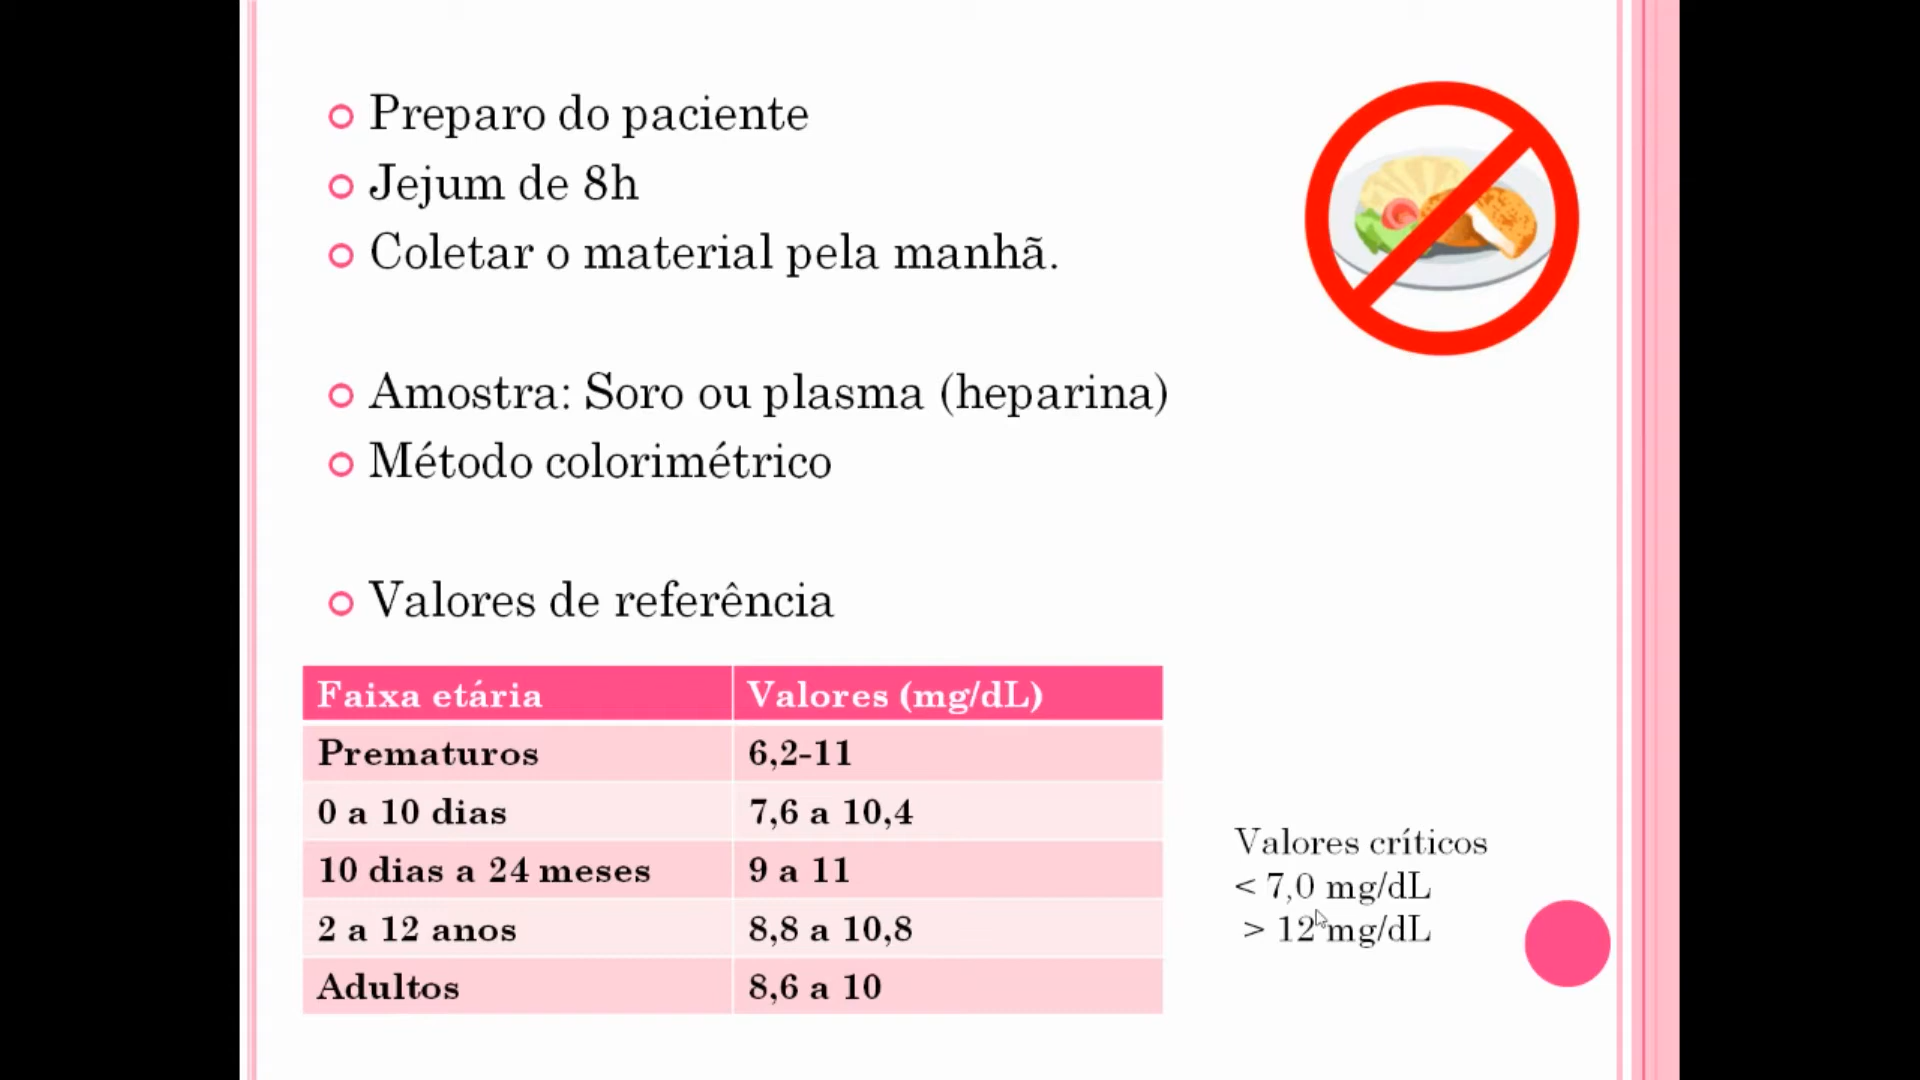 Preparo do paciente
Jejum de 8h
Coletar o material pela manhã.
Amostra: Soro ou plasma (heparina)
Método colorimétrico
Valores de referência
Faixa etária Valores (mg/dL)
Prematuros 6,2-11
0 a 10 dias 7,6 a 10,4
10 dias a 24 meses 9 a 11
2 a 12 anos 8,8 a 10,8
Adultos 8,6 a 10
Valores críticos
< 7,0 mg/dL
> 12 mg/dL